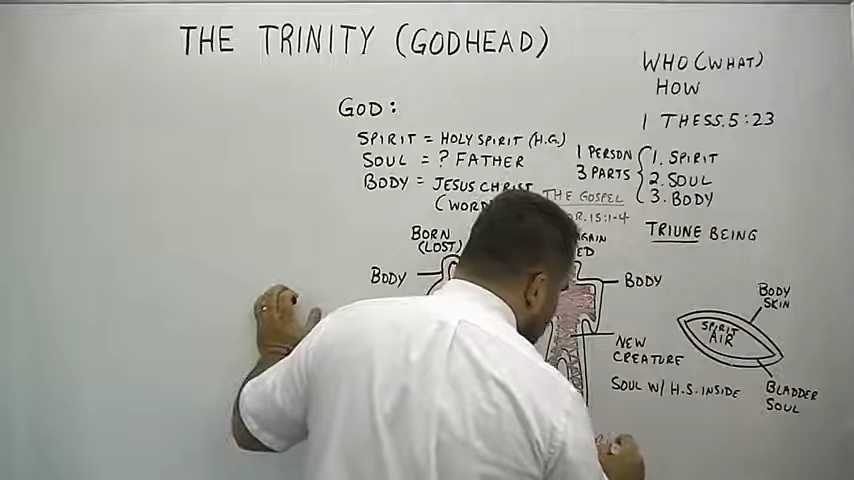 THE TRINITY (GODHEAD)
WHO (WHAT)
HOW
1 THESS. 5:23
GOD:
SPIRIT = HOLY SPIRIT (H.G.)
SOUL = ? FATHER
BODY = JESUS CHRIST
(WORD
1 PERSON
3 PARTS
1. SPIRIT
2. SOUL
3. BODY
THE GOSPEL
OR. 15:1-4
TRIUNE BEING
BORN
(LOST)
AGAIN
ED
BODY
BODY
NEW
CREATURE
SOUL W/ H.S. INSIDE
BODY
SKIN
SPIRIT
AIR
BLADDER
SOUL